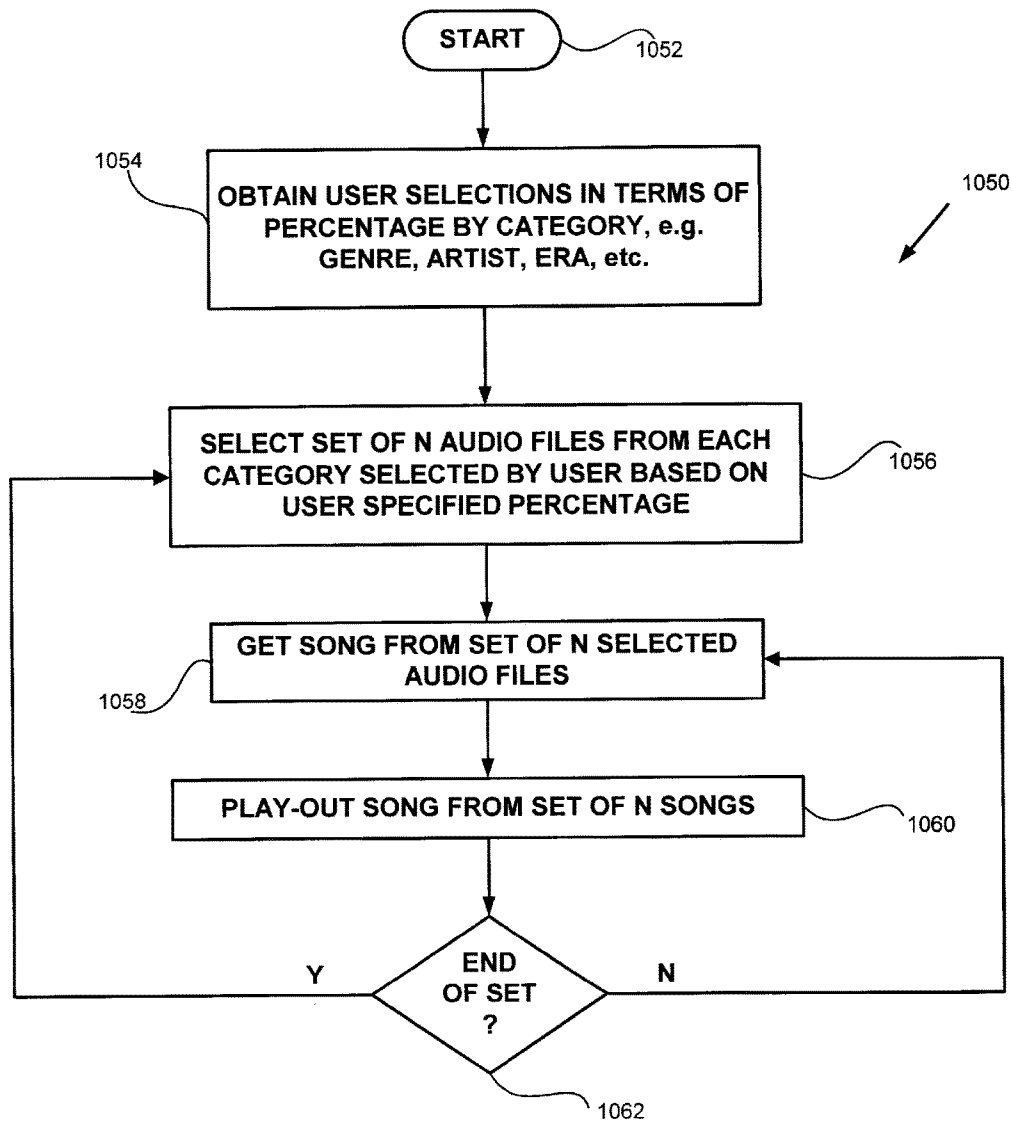 START
1052
1054
OBTAIN USER SELECTIONS IN TERMS OF
PERCENTAGE BY CATEGORY, e.g.
GENRE, ARTIST, ERA, etc.
1050
SELECT SET OF N AUDIO FILES FROM EACH
CATEGORY SELECTED BY USER BASED ON
USER SPECIFIED PERCENTAGE
1056
GET SONG FROM SET OF N SELECTED
AUDIO FILES
1058
PLAY-OUT SONG FROM SET OF N SONGS
1060
Y
END
OF SET
?
N
1062